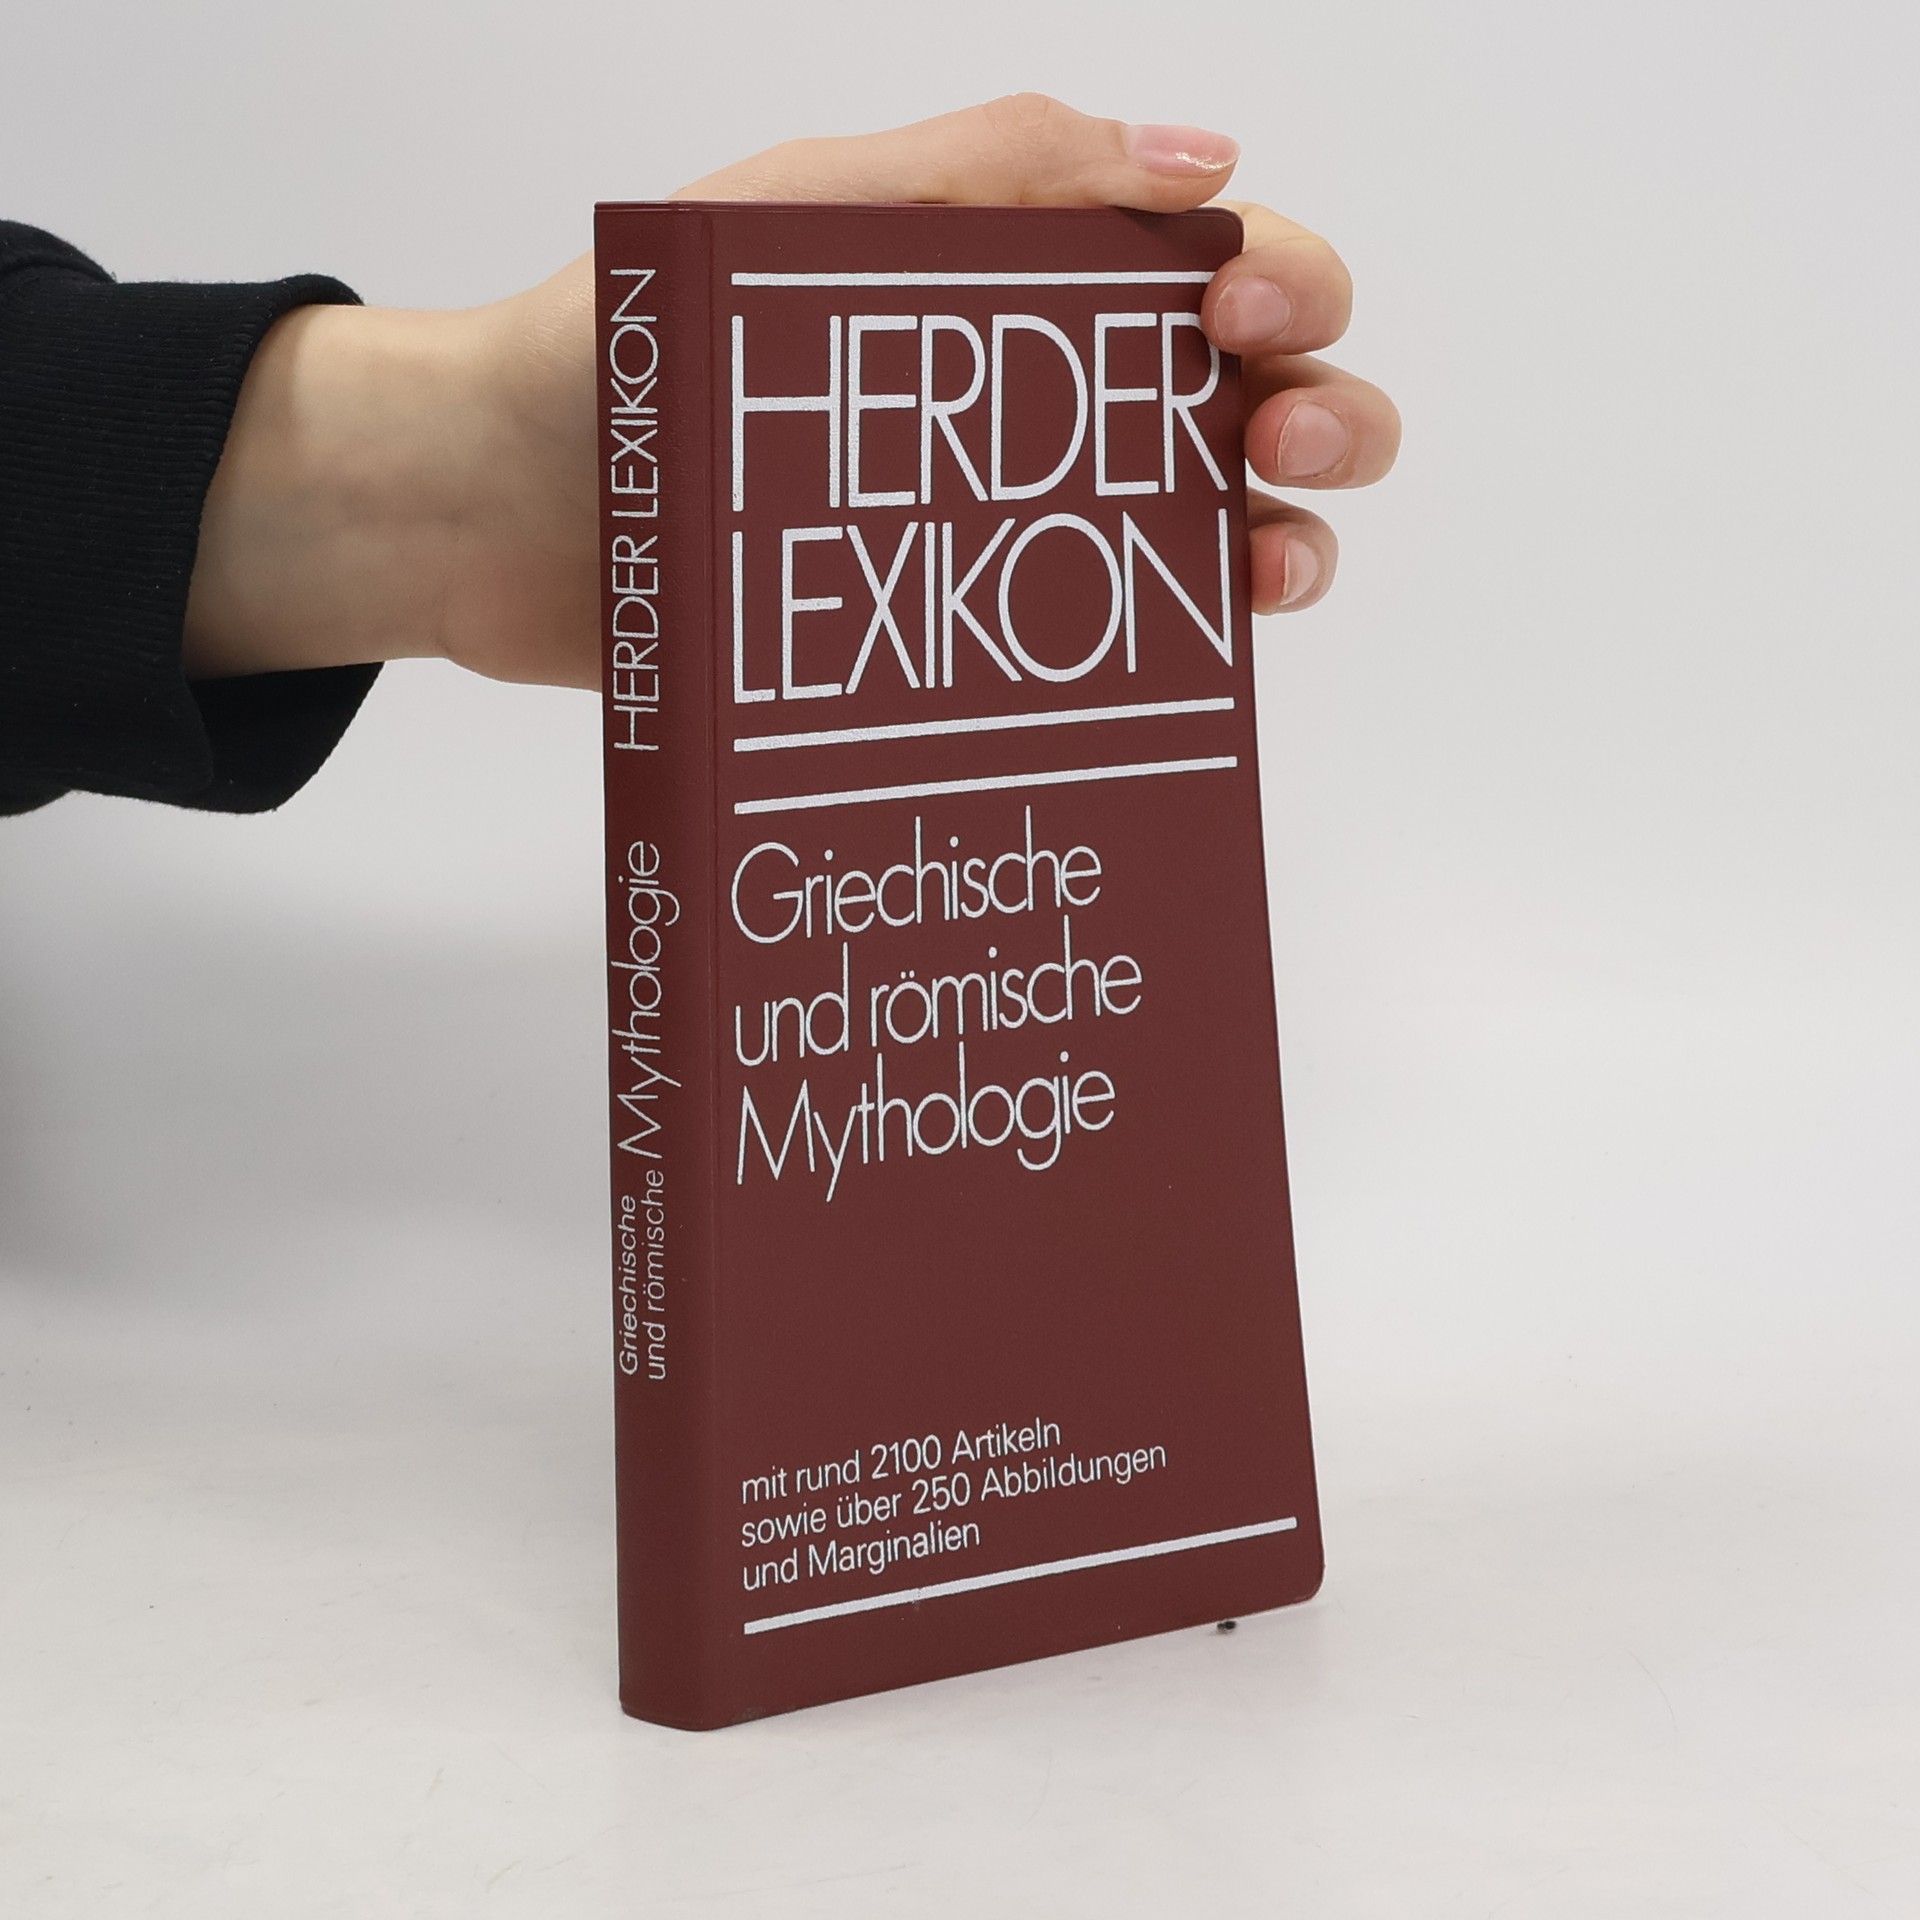 HERDER
LEXIKON
Griechische
und römische
Mythologie
mit rund 2100 Artikeln
sowie über 250 Abbildungen
und Marginalien
Griechische
und römische
Mythologie
HERDER LEXIKON